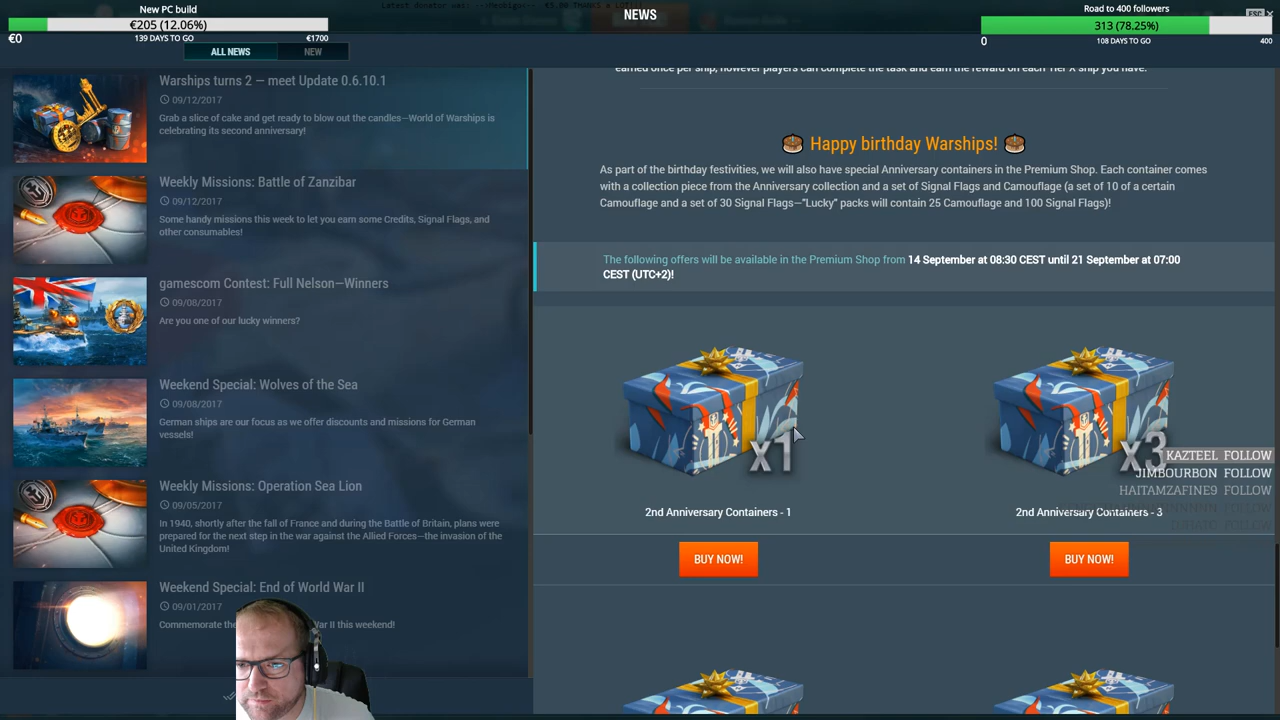 Latest donator was:
New PC build
€205 (12.06%)
€0
139 DAYS TO GO
€1700
NEWS
Road to 400 followers
313 (78.25%)
0
108 DAYS TO GO
400
ESC
ALL NEWS
NEW
Warships turns 2 — meet Update 0.6.10.1
09/12/2017
Grab a slice of cake and get ready to blow out the candles—World of Warships is
celebrating its second anniversary!
Weekly Missions: Battle of Zanzibar
09/12/2017
Some handy missions this week to let you earn some Credits, Signal Flags, and
other consumables!
gamescom Contest: Full Nelson—Winners
09/08/2017
Are you one of our lucky winners?
Weekend Special: Wolves of the Sea
09/08/2017
German ships are our focus as we offer discounts and missions for German
vessels!
Weekly Missions: Operation Sea Lion
09/05/2017
In 1940, shortly after the fall of France and during the Battle of Britain, plans were
prepared for the next step in the war against the Allied Forces—the invasion of the
United Kingdom!
Weekend Special: End of World War II
09/01/2017
Commemorate the War II this weekend!
earned once per ship, however players can complete the task and earn the reward on each Tier X ship you have.
Happy birthday Warships!
As part of the birthday festivities, we will also have special Anniversary containers in the Premium Shop. Each container comes
with a collection piece from the Anniversary collection and a set of Signal Flags and Camouflage (a set of 10 of a certain
Camouflage and a set of 30 Signal Flags—"Lucky" packs will contain 25 Camouflage and 100 Signal Flags)!
The following offers will be available in the Premium Shop from 14 September at 08:30 CEST until 21 September at 07:00
CEST (UTC+2)!
x1
x3
KAZTEEL FOLLOW
JIMBOURBON FOLLOW
HAITAMZAFINE9 FOLLOW
FOLLOW
FOLLOW
2nd Anniversary Containers - 1
2nd Anniversary Containers - 3
BUY NOW!
BUY NOW!